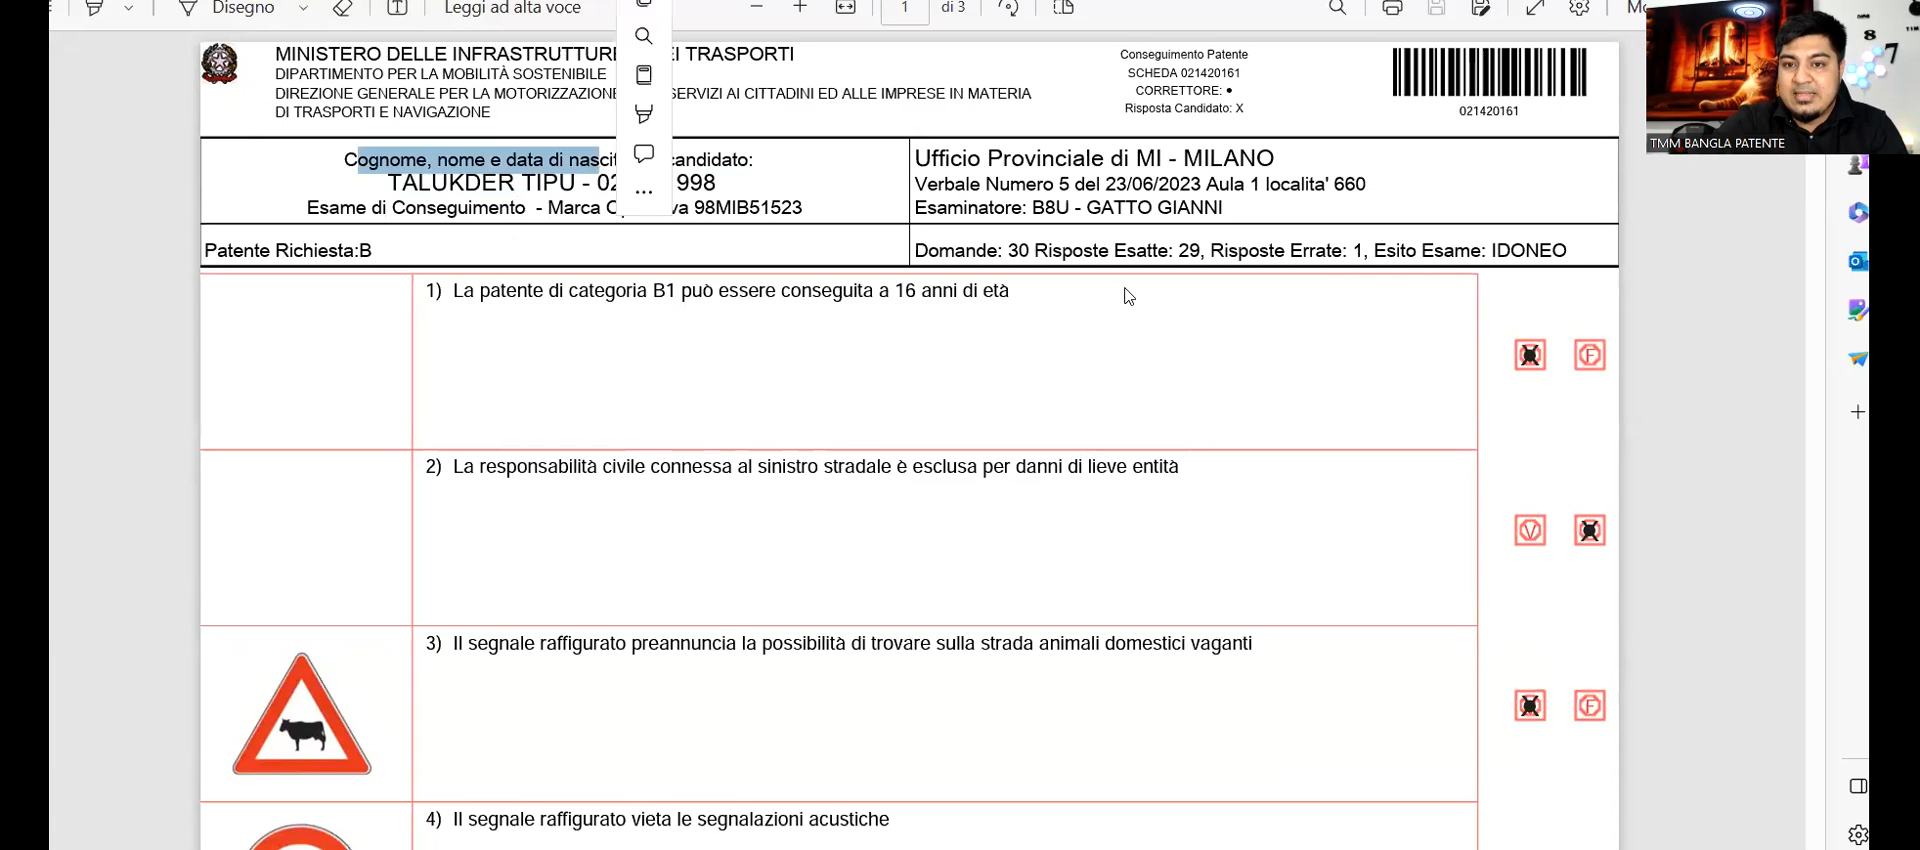 Disegno
Leggi ad alta voce
1 di 3
MINISTERO DELLE INFRASTRUTTURE EI TRASPORTI
DIPARTIMENTO PER LA MOBILITÀ SOSTENIBILE
DIREZIONE GENERALE PER LA MOTORIZZAZIONE SERVIZI AI CITTADINI ED ALLE IMPRESE IN MATERIA
DI TRASPORTI E NAVIGAZIONE
Conseguimento Patente
SCHEDA 021420161
CORRETTORE: •
Risposta Candidato: X
021420161
TMM BANGLA PATENTE
Cognome, nome e data di nascit candidato:
TALUKDER TIPU - 02 998
Esame di Conseguimento - Marca O va 98MIB51523
Ufficio Provinciale di MI - MILANO
Verbale Numero 5 del 23/06/2023 Aula 1 localita' 660
Esaminatore: B8U - GATTO GIANNI
Patente Richiesta:B
Domande: 30 Risposte Esatte: 29, Risposte Errate: 1, Esito Esame: IDONEO
1) La patente di categoria B1 può essere conseguita a 16 anni di età
F
2) La responsabilità civile connessa al sinistro stradale è esclusa per danni di lieve entità
V
3) Il segnale raffigurato preannuncia la possibilità di trovare sulla strada animali domestici vaganti
F
4) Il segnale raffigurato vieta le segnalazioni acustiche